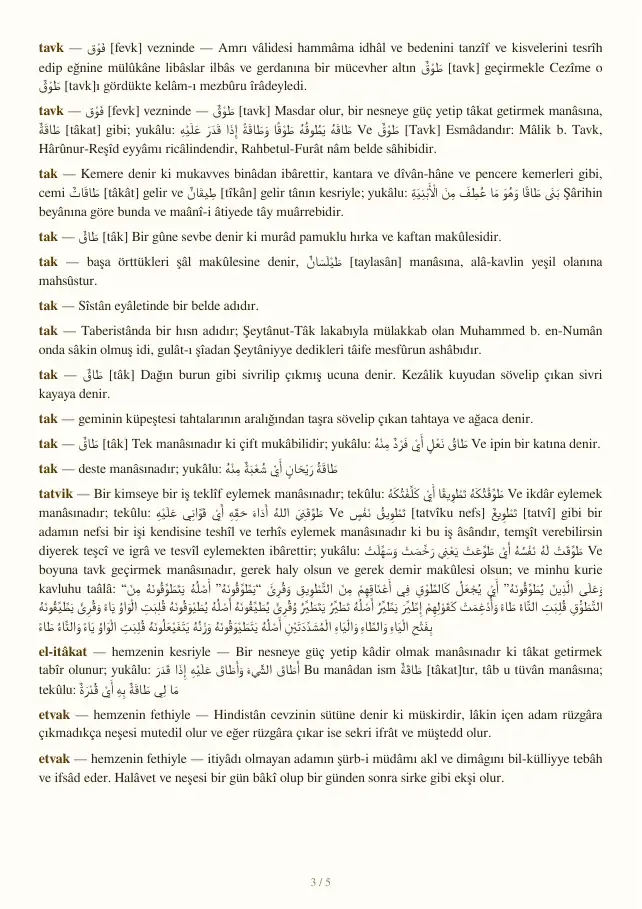 tavk — فَوْق [fevk] vezninde — Amrı vâlidesi hammâma idhâl ve bedenini tanzîf ve kisvelerini tesrîh
edip eğnine mülûkâne libâslar ilbâs ve gerdanına bir mücevher altın طَوْقٌ [tavk] geçirmekle Cezîme o
طَوْقٌ [tavk]ı gördükte kelâm-ı mezbûru îrâdeyledi.
tavk — فَوْق [fevk] vezninde — طَوْقٌ [tavk] Masdar olur, bir nesneye güç yetip tâkat getirmek manâsına,
طَاقَةٌ [tâkat] gibi; yukâlu: طَاقَهُ يَطُوقُهُ طَوْقًا وَطَاقَةً إِذَا قَدَرَ عَلَيْهِ Ve طَوْقٌ [Tavk] Esmâdandır: Mâlik b. Tavk,
Hârûnur-Reşîd eyyâmı ricâlindendir, Rahbetul-Furât nâm belde sâhibidir.
tak — Kemere denir ki mukavves binâdan ibârettir, kantara ve dîvân-hâne ve pencere kemerleri gibi,
cemi طَاقَاتٌ [tâkât] gelir ve طِيقَانٌ [tîkân] gelir tânın kesriyle; yukâlu: بَنَى طَاقًا وَهُوَ مَا عُطِفَ مِنَ الْأَبْنِيَةِ Şârihin
beyânına göre bunda ve maânî-i âtiyede tây muârrebidir.
tak — طَاقٌ [tâk] Bir gûne sevbe denir ki murâd pamuklu hırka ve kaftan makûlesidir.
tak — başa örttükleri şâl makûlesine denir, طَيْلَسَانٌ [taylasân] manâsına, alâ-kavlin yeşil olanına
mahsûstur.
tak — Sîstân eyâletinde bir belde adıdır.
tak — Taberistânda bir hısn adıdır; Şeytânut-Tâk lakabıyla mülakkab olan Muhammed b. en-Numân
onda sâkin olmuş idi, gulât-ı şîadan Şeytâniyye dedikleri tâife mesfûrun ashâbıdır.
tak — طَاقٌ [tâk] Dağın burun gibi sivrilip çıkmış ucuna denir. Kezâlik kuyudan sövelip çıkan sivri
kayaya denir.
tak — geminin küpeştesi tahtalarının aralığından taşra sövelip çıkan tahtaya ve ağaca denir.
tak — طَاقٌ [tâk] Tek manâsınadır ki çift mukâbilidir; yukâlu: طَاقُ نَعْلٍ أَيْ فَرْدٌ مِنْهُ Ve ipin bir katına denir.
tak — deste manâsınadır; yukâlu: طَاقَةُ رَيْحَانٍ أَيْ شُعْبَةٌ مِنْهُ
tatvik — Bir kimseye bir iş teklîf eylemek manâsınadır; tekûlu: طَوَّقْتُكَهُ تَطْوِيقًا أَيْ كَلَّفْتُكَهُ Ve ikdâr eylemek
manâsınadır; tekûlu: طَوَّقَنِيَ اللهُ أَدَاءَ حَقِّهِ أَيْ قَوَّانِي عَلَيْهِ Ve تَطْوِيقُ نَفْسٍ [tatvîku nefs] تَطْوِيعٌ [tatvî] gibi bir
adamın nefsi bir işi kendisine teshîl ve terhîs eylemek manâsınadır ki bu iş âsândır, temşît verebilirsin
diyerek teşcî ve igrâ ve tesvîl eylemekten ibârettir; yukâlu: طَوَّقَتْ لَهُ نَفْسُهُ أَيْ طَوَّعَتْ يَعْنِي رَخَّصَتْ وَسَهَّلَتْ Ve
boyuna tavk geçirmek manâsınadır, gerek haly olsun ve gerek demir makûlesi olsun; ve minhu kurie
kavluhu taâlâ: “وَعَلَى الَّذِينَ يُطَوَّقُونَهُ” أَيْ يُجْعَلُ كَالطَّوْقِ فِي أَعْنَاقِهِمْ مِنَ التَّطْوِيقِ وَقُرِئَ “يَطَّوَّقُونَهُ” أَصْلُهُ يَتَطَوَّقُونَهُ مِنَ
التَّطَوُّقِ قُلِبَتِ التَّاءُ طَاءً وَأُدْغِمَتْ كَقَوْلِهِمْ اِطَّيَّرَ يَطَّيَّرُ أَصْلُهُ تَطَيَّرَ يَتَطَيَّرُ وَقُرِئَ يُطَيَّقُونَهُ أَصْلُهُ يُطَيْوَقُونَهُ قُلِبَتِ الْوَاوُ يَاءً وَقُرِئَ يَطَّيَّقُونَهُ
بِفَتْحِ الْيَاءِ وَالطَّاءِ وَالْيَاءِ الْمُشَدَّدَتَيْنِ أَصْلُهُ يَتَطَيْوَقُونَهُ وَزْنُهُ يَتَفَيْعَلُونَهُ قُلِبَتِ الْوَاوُ يَاءً وَالتَّاءُ طَاءً
el-itâkat — hemzenin kesriyle — Bir nesneye güç yetip kâdir olmak manâsınadır ki tâkat getirmek
tabîr olunur; yukâlu: أَطَاقَ الشَّيْءَ وَأَطَاقَ عَلَيْهِ إِذَا قَدَرَ Bu manâdan ism طَاقَةٌ [tâkat]tır, tâb u tüvân manâsına;
tekûlu: مَا لِي طَاقَةٌ بِهِ أَيْ قُدْرَةٌ
etvak — hemzenin fethiyle — Hindistân cevzinin sütüne denir ki müskirdir, lâkin içen adam rüzgâra
çıkmadıkça neşesi mutedil olur ve eğer rüzgâra çıkar ise sekri ifrât ve müştedd olur.
etvak — hemzenin fethiyle — itiyâdı olmayan adamın şürb-i müdâmı akl ve dimâgını bil-külliyye tebâh
ve ifsâd eder. Halâvet ve neşesi bir gün bâkî olup bir günden sonra sirke gibi ekşi olur.
3 / 5